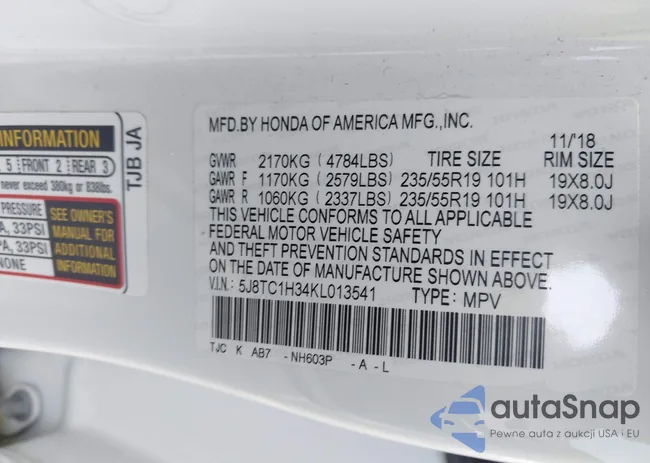 INFORMATION
5 FRONT 2 REAR 3
never exceed 380kg or 838lbs.
PRESSURE
33PSI
33PSI
NONE
SEE OWNER'S
MANUAL FOR
ADDITIONAL
INFORMATION
TJB JA
MFD.BY HONDA OF AMERICA MFG.,INC.
11/'18
GVWR 2170KG ( 4784LBS) TIRE SIZE RIM SIZE
GAWR F 1170KG ( 2579LBS) 235/55R19 101H 19X8.0J
GAWR R 1060KG ( 2337LBS) 235/55R19 101H 19X8.0J
THIS VEHICLE CONFORMS TO ALL APPLICABLE
FEDERAL MOTOR VEHICLE SAFETY
AND THEFT PREVENTION STANDARDS IN EFFECT
ON THE DATE OF MANUFACTURE SHOWN ABOVE.
V.I.N.: 5J8TC1H34KL013541 TYPE: MPV
TJC K AB7 -NH603P -A-L
autaSnap
Pewne auta z aukcji USA i EU